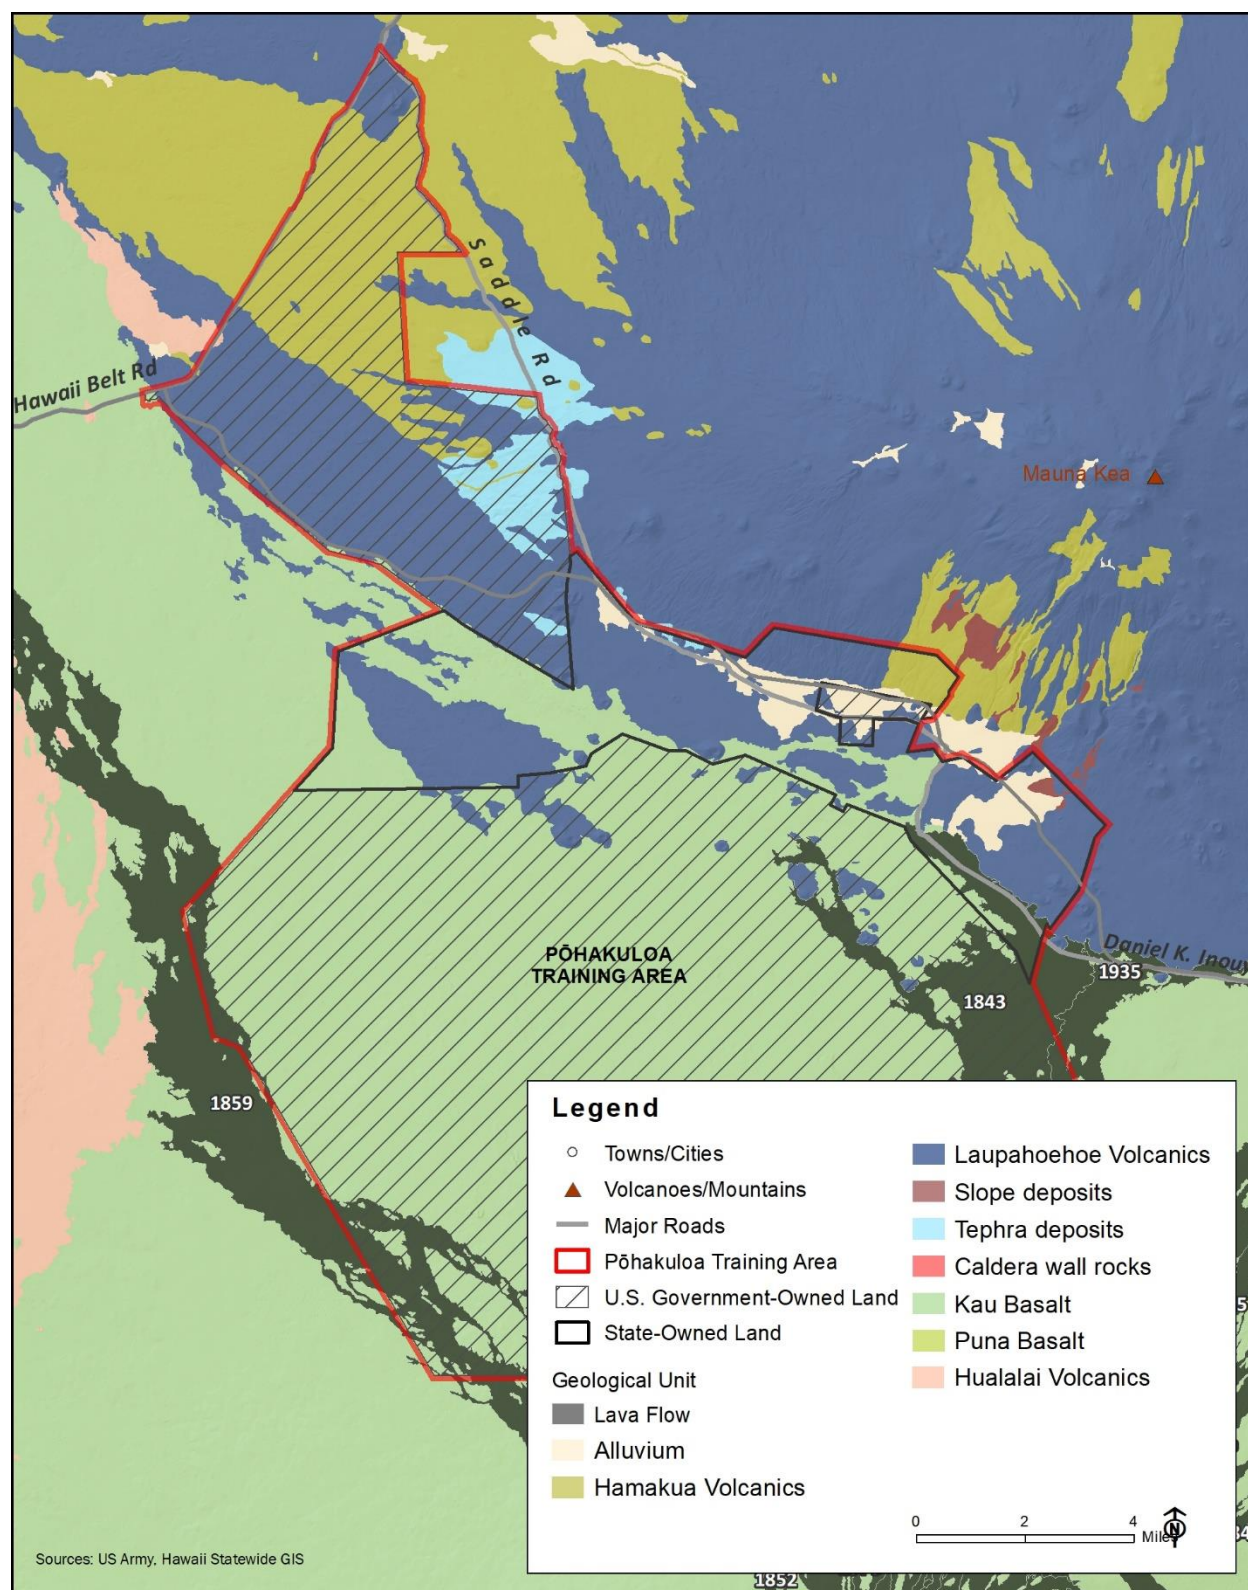 Saddle Rd
Hawaii Belt Rd
Mauna Kea
PŌHAKULOA
TRAINING AREA
Daniel K. Inouy
1935
1843
1859
Legend
Towns/Cities
Volcanoes/Mountains
Major Roads
Pōhakuloa Training Area
U.S. Government-Owned Land
State-Owned Land
Geological Unit
Lava Flow
Alluvium
Hamakua Volcanics
Laupahoehoe Volcanics
Slope deposits
Tephra deposits
Caldera wall rocks
Kau Basalt
Puna Basalt
Hualalai Volcanics
0 2 4
Miles
N
Sources: US Army, Hawaii Statewide GIS
1852